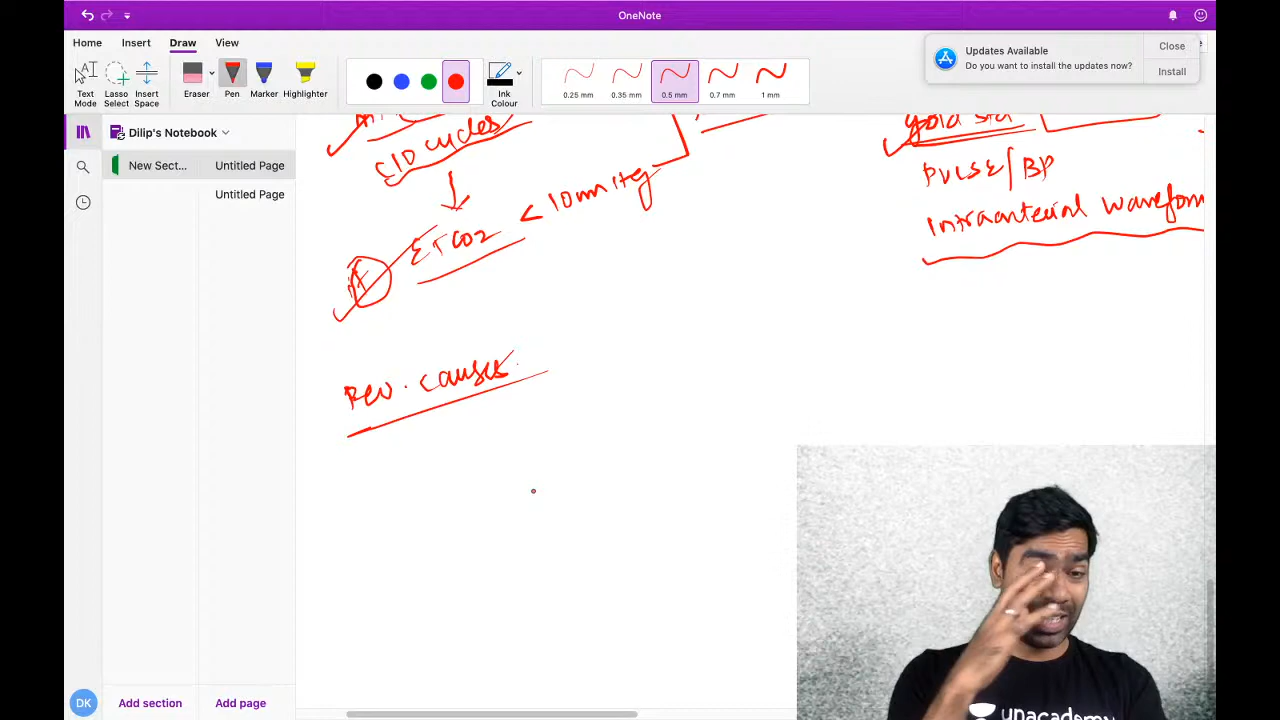 OneNote
Home Insert Draw View
Updates Available
Do you want to install the updates now?
Close
Install
Text Mode
Lasso Select
Insert Space
Eraser
Pen
Marker
Highlighter
Ink Colour
0.25 mm
0.35 mm
0.5 mm
0.7 mm
1 mm
Dilip's Notebook
New Sect...
Untitled Page
Untitled Page
cycles
ETCO2 < 10mmHg
gold std
PULSE/BP
Intraarterial waveform
Rev. causes
DK
Add section
Add page
unacademy